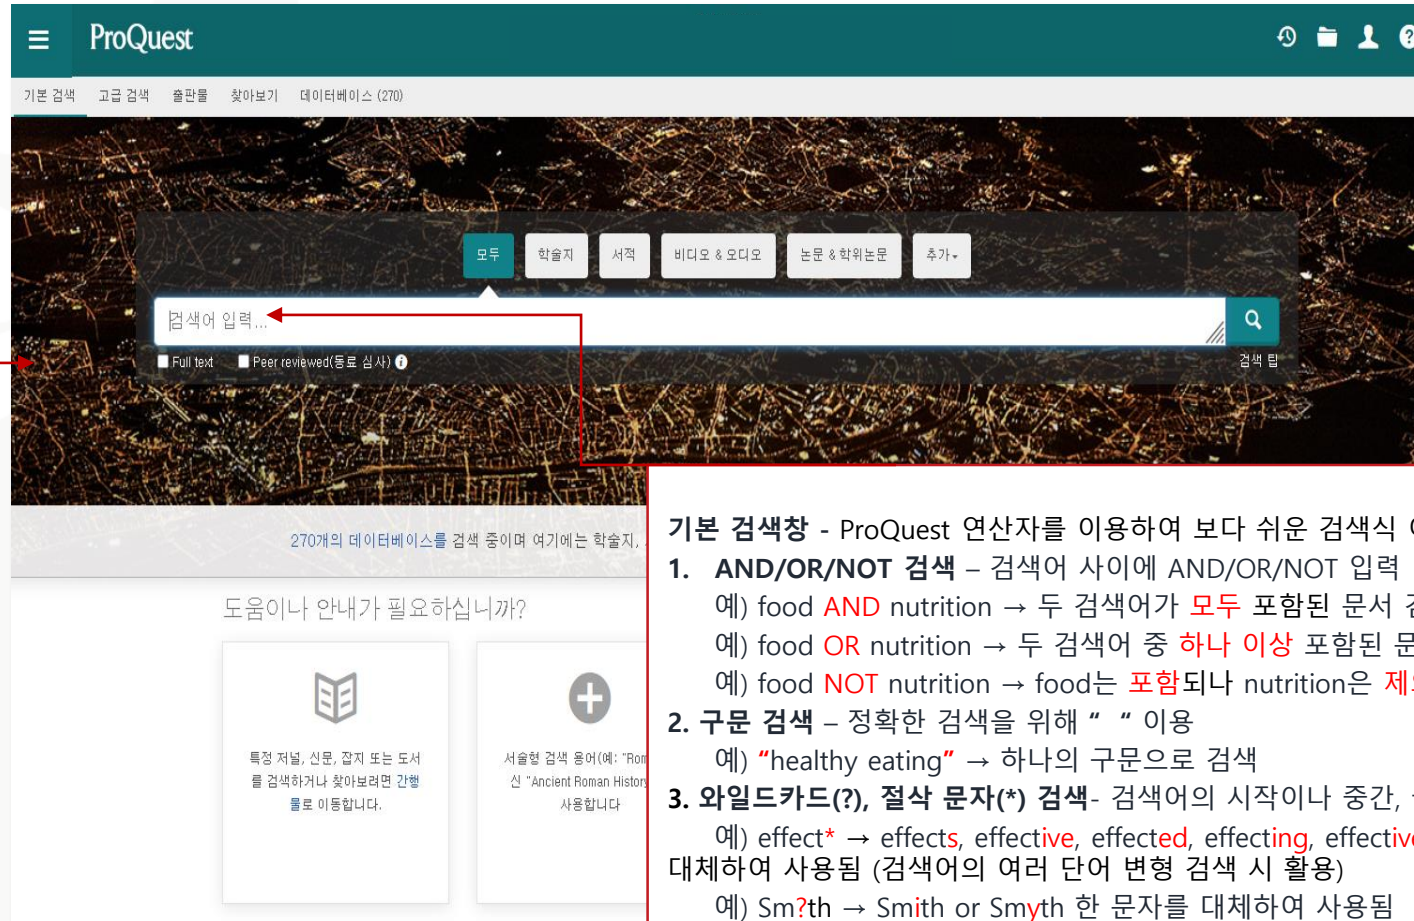 ProQuest
기본 검색 고급 검색 출판물 찾아보기 데이터베이스 (270)
모두 학술지 서적 비디오 & 오디오 논문 & 학위논문 추가
검색어 입력...
Full text Peer reviewed(동료 심사)
검색 팁
270개의 데이터베이스를 검색 중이며 여기에는 학술지,
도움이나 안내가 필요하십니까?
특정 저널, 신문, 잡지 또는 도서
를 검색하거나 찾아보려면 간행
물로 이동합니다.
서술형 검색 용어(예: "Rom
신 "Ancient Roman History
사용합니다
기본 검색창 - ProQuest 연산자를 이용하여 보다 쉬운 검색식
1. AND/OR/NOT 검색 – 검색어 사이에 AND/OR/NOT 입력
예) food AND nutrition → 두 검색어가 모두 포함된 문서
예) food OR nutrition → 두 검색어 중 하나 이상 포함된
예) food NOT nutrition → food는 포함되나 nutrition은
2. 구문 검색 – 정확한 검색을 위해 “ “ 이용
예) “healthy eating” → 하나의 구문으로 검색
3. 와일드카드(?), 절삭 문자(*) 검색- 검색어의 시작이나 중간,
예) effect* → effects, effective, effected, effecting, effective
대체하여 사용됨 (검색어의 여러 단어 변형 검색 시 활용)
예) Sm?th → Smith or Smyth 한 문자를 대체하여 사용됨